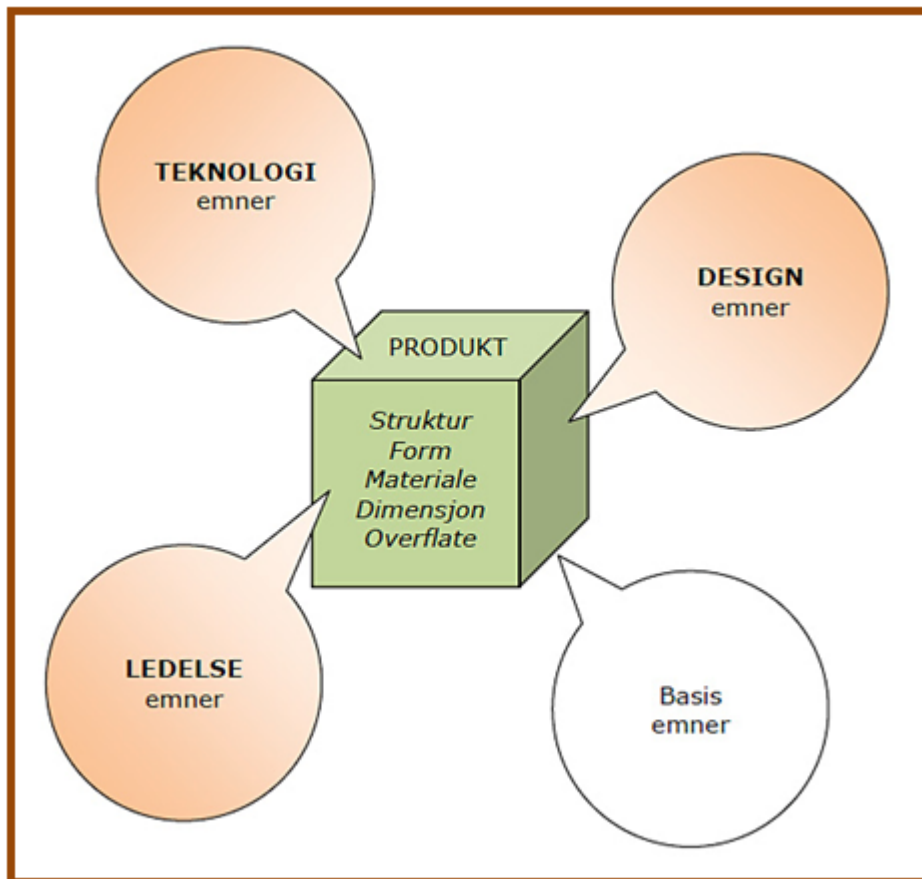 TEKNOLOGI
emner
DESIGN
emner
PRODUKT
Struktur
Form
Materiale
Dimensjon
Overflate
LEDELSE
emner
Basis
emner